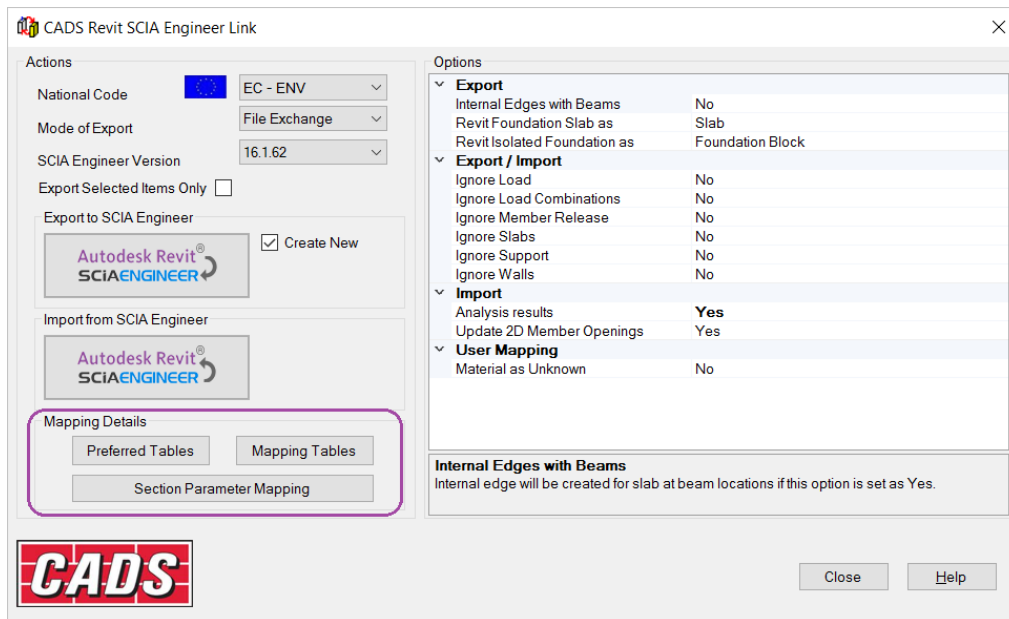 CADS Revit SCIA Engineer Link
Actions
National Code
EC - ENV
Mode of Export
File Exchange
SCIA Engineer Version
16.1.62
Export Selected Items Only
Export to SCIA Engineer
Autodesk Revit®
SCiAENGINEER
Create New
Import from SCIA Engineer
Autodesk Revit®
SCiAENGINEER
Mapping Details
Preferred Tables
Mapping Tables
Section Parameter Mapping
Options
Export
Internal Edges with Beams No
Revit Foundation Slab as Slab
Revit Isolated Foundation as Foundation Block
Export / Import
Ignore Load No
Ignore Load Combinations No
Ignore Member Release No
Ignore Slabs No
Ignore Support No
Ignore Walls No
Import
Analysis results Yes
Update 2D Member Openings Yes
User Mapping
Material as Unknown No
Internal Edges with Beams
Internal edge will be created for slab at beam locations if this option is set as Yes.
CADS
Close
Help